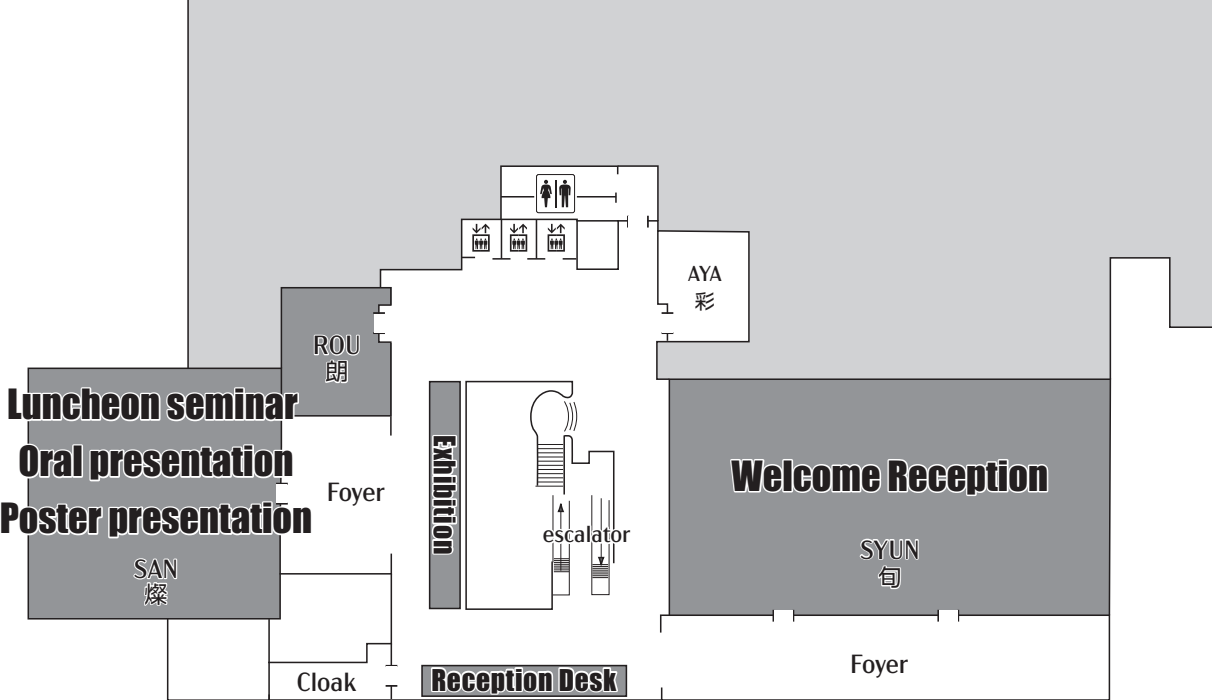 AYA
彩
ROU
朗
Luncheon seminar
Oral presentation
Poster presentation
SAN
燦
Foyer
Exhibition
escalator
Welcome Reception
SYUN
旬
Foyer
Cloak
Reception Desk